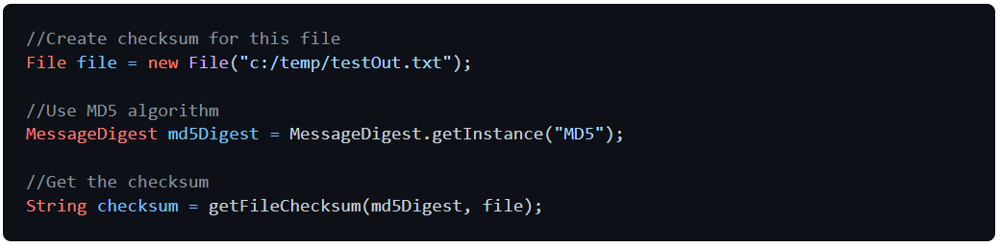 //Create checksum for this file
File file = new File("c:/temp/testOut.txt");
//Use MD5 algorithm
MessageDigest md5Digest = MessageDigest.getInstance("MD5");
//Get the checksum
String checksum = getFileChecksum(md5Digest, file);